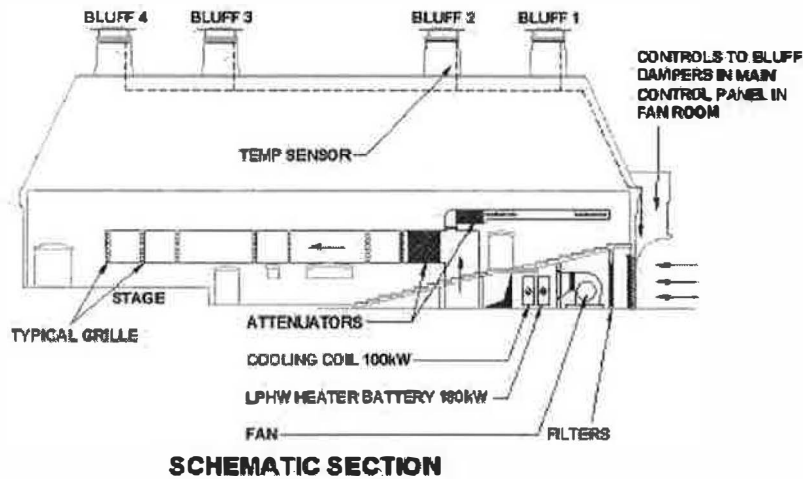 BLUFF 4
BLUFF 3
BLUFF 2
BLUFF 1
CONTROLS TO BLUFF
DAMPERS IN MAIN
CONTROL PANEL IN
FAN ROOM
TEMP SENSOR
STAGE
TYPICAL GRILLE
ATTENUATORS
COOLING COIL 100kW
LPHW HEATER BATTERY 180kW
FAN
FILTERS
SCHEMATIC SECTION